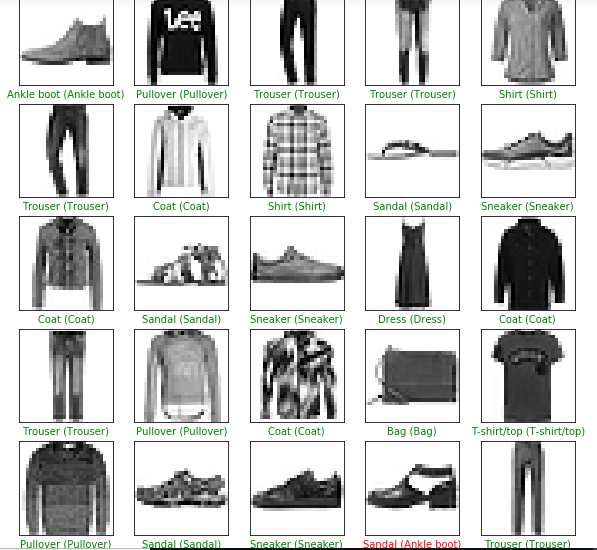 Lee
Ankle boot (Ankle boot) Pullover (Pullover) Trouser (Trouser) Trouser (Trouser) Shirt (Shirt)
Trouser (Trouser) Coat (Coat) Shirt (Shirt) Sandal (Sandal) Sneaker (Sneaker)
Coat (Coat) Sandal (Sandal) Sneaker (Sneaker) Dress (Dress) Coat (Coat)
Trouser (Trouser) Pullover (Pullover) Coat (Coat) Bag (Bag) T-shirt/top (T-shirt/top)
Pullover (Pullover) Sandal (Sandal) Sneaker (Sneaker) Sandal (Ankle boot) Trouser (Trouser)